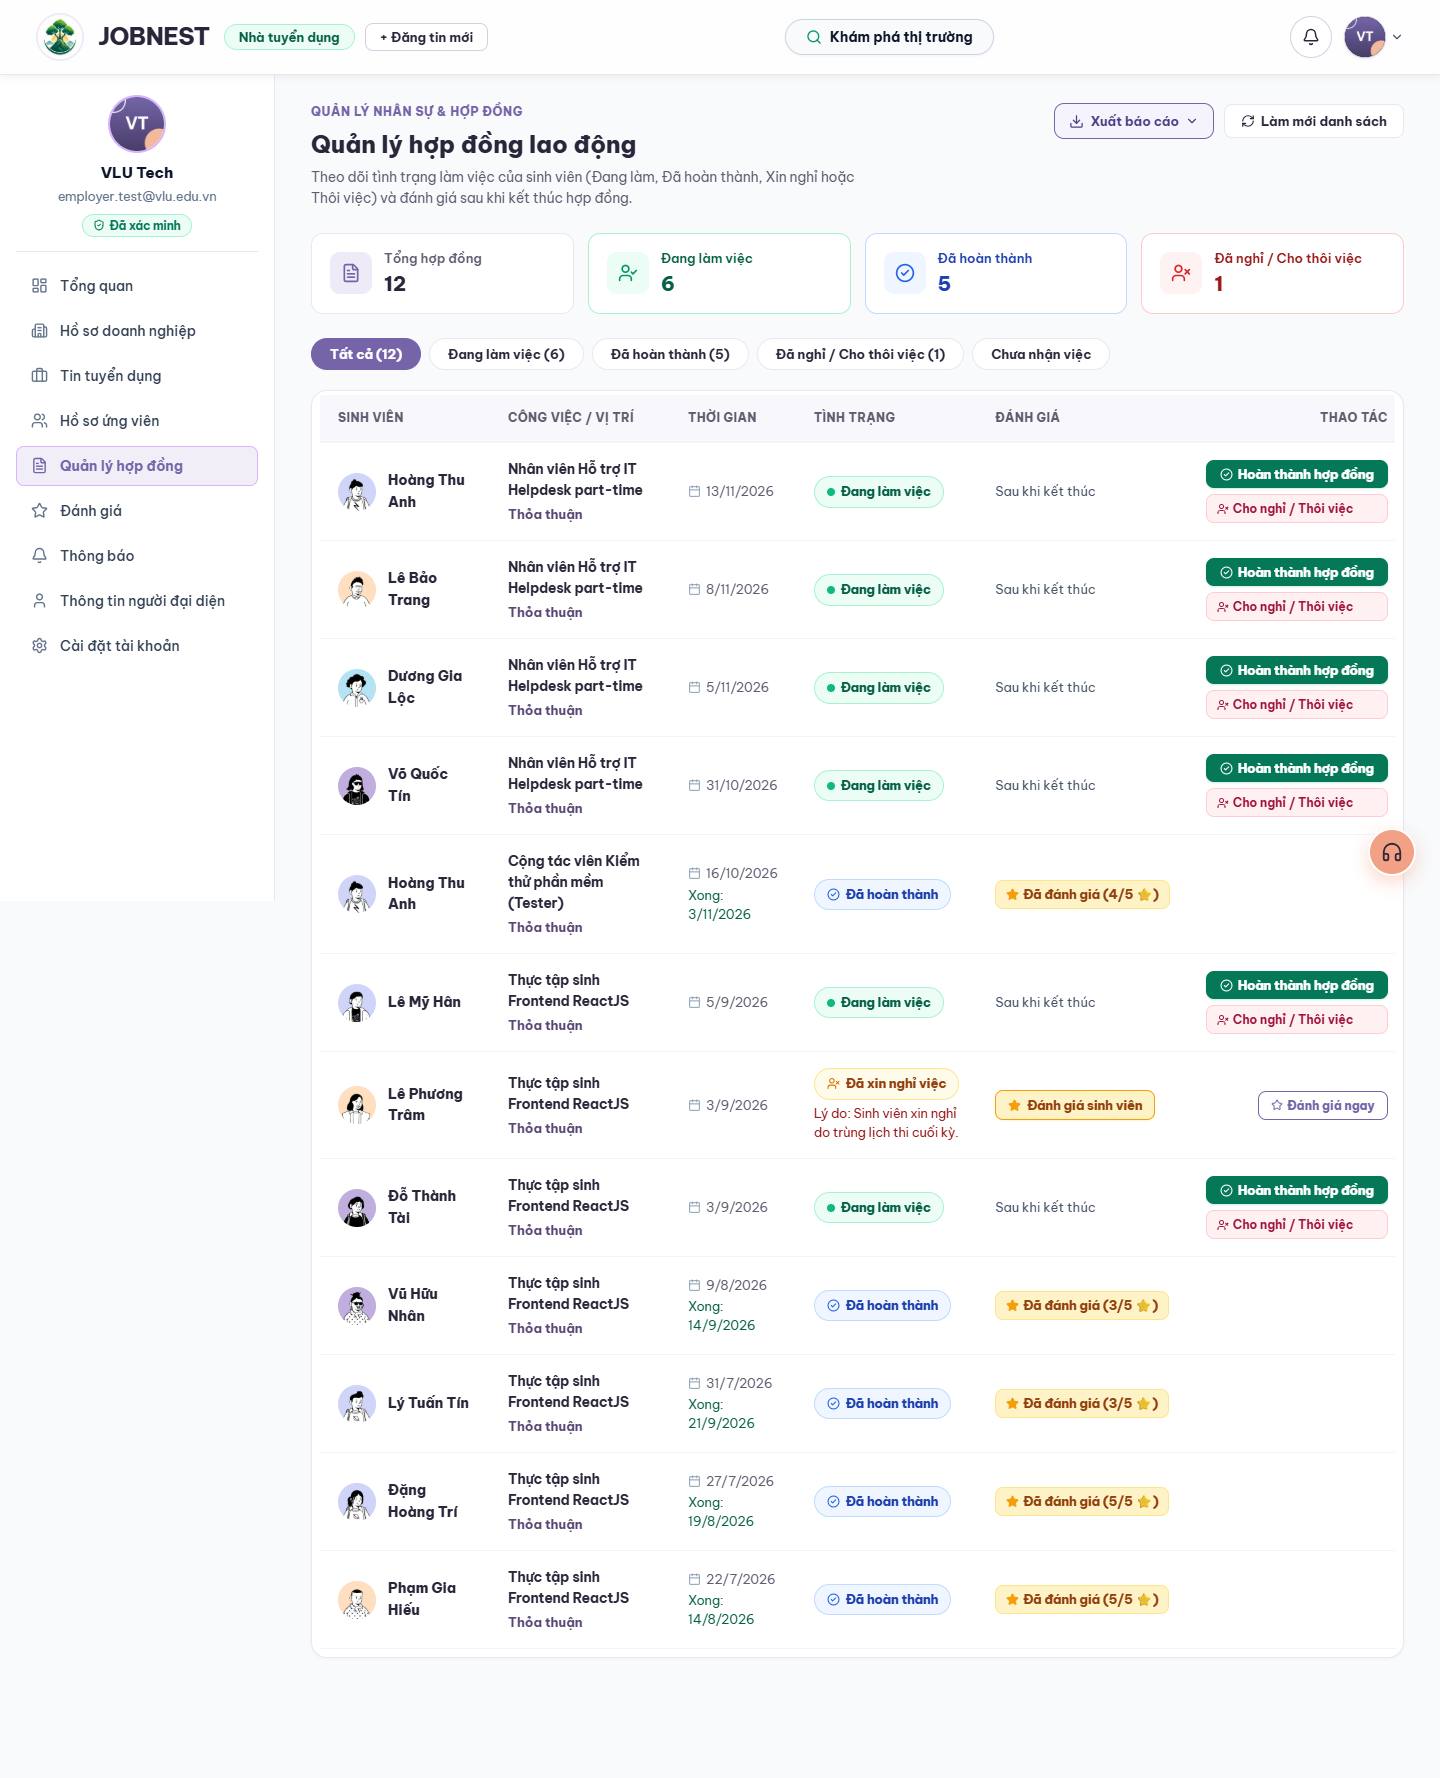 JOBNEST
Nhà tuyển dụng
+ Đăng tin mới
Khám phá thị trường
VT
VT
VLU Tech
employer.test@vlu.edu.vn
Đã xác minh
Tổng quan
Hồ sơ doanh nghiệp
Tin tuyển dụng
Hồ sơ ứng viên
Quản lý hợp đồng
Đánh giá
Thông báo
Thông tin người đại diện
Cài đặt tài khoản
QUẢN LÝ NHÂN SỰ & HỢP ĐỒNG
Quản lý hợp đồng lao động
Theo dõi tình trạng làm việc của sinh viên (Đang làm, Đã hoàn thành, Xin nghỉ hoặc
Thôi việc) và đánh giá sau khi kết thúc hợp đồng.
Xuất báo cáo
Làm mới danh sách
Tổng hợp đồng
12
Đang làm việc
6
Đã hoàn thành
5
Đã nghỉ / Cho thôi việc
1
Tất cả (12)
Đang làm việc (6)
Đã hoàn thành (5)
Đã nghỉ / Cho thôi việc (1)
Chưa nhận việc
SINH VIÊN
CÔNG VIỆC / VỊ TRÍ
THỜI GIAN
TÌNH TRẠNG
ĐÁNH GIÁ
THAO TÁC
Hoàng Thu
Anh
Nhân viên Hỗ trợ IT
Helpdesk part-time
Thỏa thuận
13/11/2026
Đang làm việc
Sau khi kết thúc
Hoàn thành hợp đồng
Cho nghỉ / Thôi việc
Lê Bảo
Trang
Nhân viên Hỗ trợ IT
Helpdesk part-time
Thỏa thuận
8/11/2026
Đang làm việc
Sau khi kết thúc
Hoàn thành hợp đồng
Cho nghỉ / Thôi việc
Dương Gia
Lộc
Nhân viên Hỗ trợ IT
Helpdesk part-time
Thỏa thuận
5/11/2026
Đang làm việc
Sau khi kết thúc
Hoàn thành hợp đồng
Cho nghỉ / Thôi việc
Võ Quốc
Tín
Nhân viên Hỗ trợ IT
Helpdesk part-time
Thỏa thuận
31/10/2026
Đang làm việc
Sau khi kết thúc
Hoàn thành hợp đồng
Cho nghỉ / Thôi việc
Hoàng Thu
Anh
Cộng tác viên Kiểm
thử phần mềm
(Tester)
Thỏa thuận
16/10/2026
Xong:
3/11/2026
Đã hoàn thành
Đã đánh giá (4/5 ⭐)
Lê Mỹ Hân
Thực tập sinh
Frontend ReactJS
Thỏa thuận
5/9/2026
Đang làm việc
Sau khi kết thúc
Hoàn thành hợp đồng
Cho nghỉ / Thôi việc
Lê Phương
Trâm
Thực tập sinh
Frontend ReactJS
Thỏa thuận
3/9/2026
Đã xin nghỉ việc
Lý do: Sinh viên xin nghỉ
do trùng lịch thi cuối kỳ.
Đánh giá sinh viên
Đánh giá ngay
Đỗ Thành
Tài
Thực tập sinh
Frontend ReactJS
Thỏa thuận
3/9/2026
Đang làm việc
Sau khi kết thúc
Hoàn thành hợp đồng
Cho nghỉ / Thôi việc
Vũ Hữu
Nhân
Thực tập sinh
Frontend ReactJS
Thỏa thuận
9/8/2026
Xong:
14/9/2026
Đã hoàn thành
Đã đánh giá (3/5 ⭐)
Lý Tuấn Tín
Thực tập sinh
Frontend ReactJS
Thỏa thuận
31/7/2026
Xong:
21/9/2026
Đã hoàn thành
Đã đánh giá (3/5 ⭐)
Đặng
Hoàng Trí
Thực tập sinh
Frontend ReactJS
Thỏa thuận
27/7/2026
Xong:
19/8/2026
Đã hoàn thành
Đã đánh giá (5/5 ⭐)
Phạm Gia
Hiếu
Thực tập sinh
Frontend ReactJS
Thỏa thuận
22/7/2026
Xong:
14/8/2026
Đã hoàn thành
Đã đánh giá (5/5 ⭐)